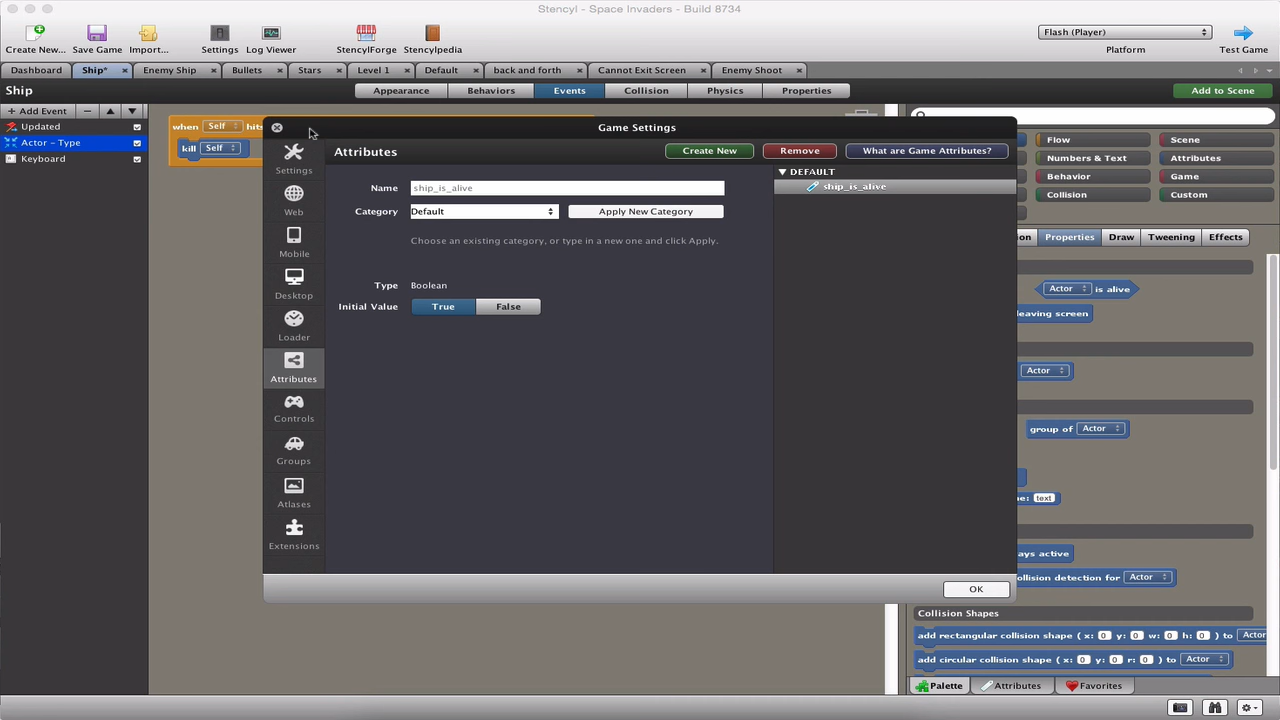 Stencyl - Space Invaders - Build 8734
Create New...
Save Game
Import...
Settings
Log Viewer
StencylForge
Stencylpedia
Flash (Player)
Platform
Test Game
Dashboard
Ship*
Enemy Ship
Bullets
Stars
Level 1
Default
back and forth
Cannot Exit Screen
Enemy Shoot
Ship
Appearance
Behaviors
Events
Collision
Physics
Properties
Add to Scene
+ Add Event
Updated
Actor - Type
Keyboard
when Self hits
kill Self
Game Settings
Settings
Web
Mobile
Desktop
Loader
Attributes
Controls
Groups
Atlases
Extensions
Attributes
Create New
Remove
What are Game Attributes?
Name ship_is_alive
Category Default Apply New Category
Choose an existing category, or type in a new one and click Apply.
Type Boolean
Initial Value True False
DEFAULT
ship_is_alive
OK
Flow
Scene
Numbers & Text
Attributes
Behavior
Game
Collision
Custom
Properties
Draw
Tweening
Effects
Actor is alive
leaving screen
Actor
group of Actor
text
ays active
ollision detection for Actor
Collision Shapes
add rectangular collision shape ( x: 0 y: 0 w: 0 h: 0 ) to Actor
add circular collision shape ( x: 0 y: 0 r: 0 ) to Actor
Palette
Attributes
Favorites